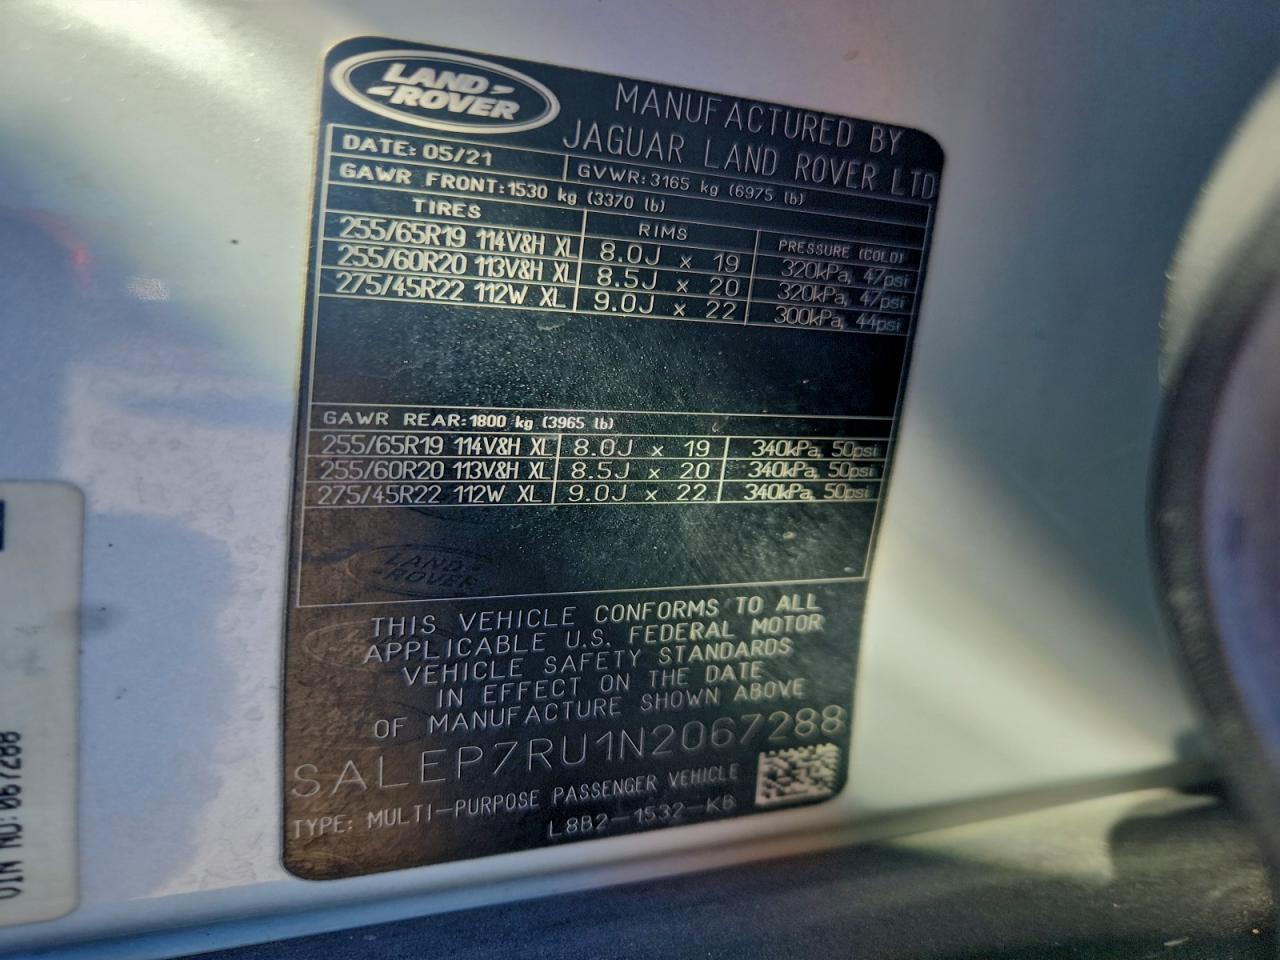 LAND ROVER
MANUFACTURED BY
JAGUAR LAND ROVER LTD
DATE: 05/21 GVWR: 3165 kg (6975 lb)
GAWR FRONT: 1530 kg (3370 lb)
TIRES RIMS PRESSURE (COLD)
255/65R19 114V&H XL 8.0J x 19 320kPa, 47psi
255/60R20 113V&H XL 8.5J x 20 320kPa, 47psi
275/45R22 112W XL 9.0J x 22 300kPa, 44psi
GAWR REAR: 1800 kg (3965 lb)
255/65R19 114V&H XL 8.0J x 19 340kPa, 50psi
255/60R20 113V&H XL 8.5J x 20 340kPa, 50psi
275/45R22 112W XL 9.0J x 22 340kPa, 50psi
LAND ROVER
THIS VEHICLE CONFORMS TO ALL
APPLICABLE U.S. FEDERAL MOTOR
VEHICLE SAFETY STANDARDS
IN EFFECT ON THE DATE
OF MANUFACTURE SHOWN ABOVE
SALEP7RU1N2067288
TYPE: MULTI-PURPOSE PASSENGER VEHICLE
L8B2-1532-KB
VIN NO:067288